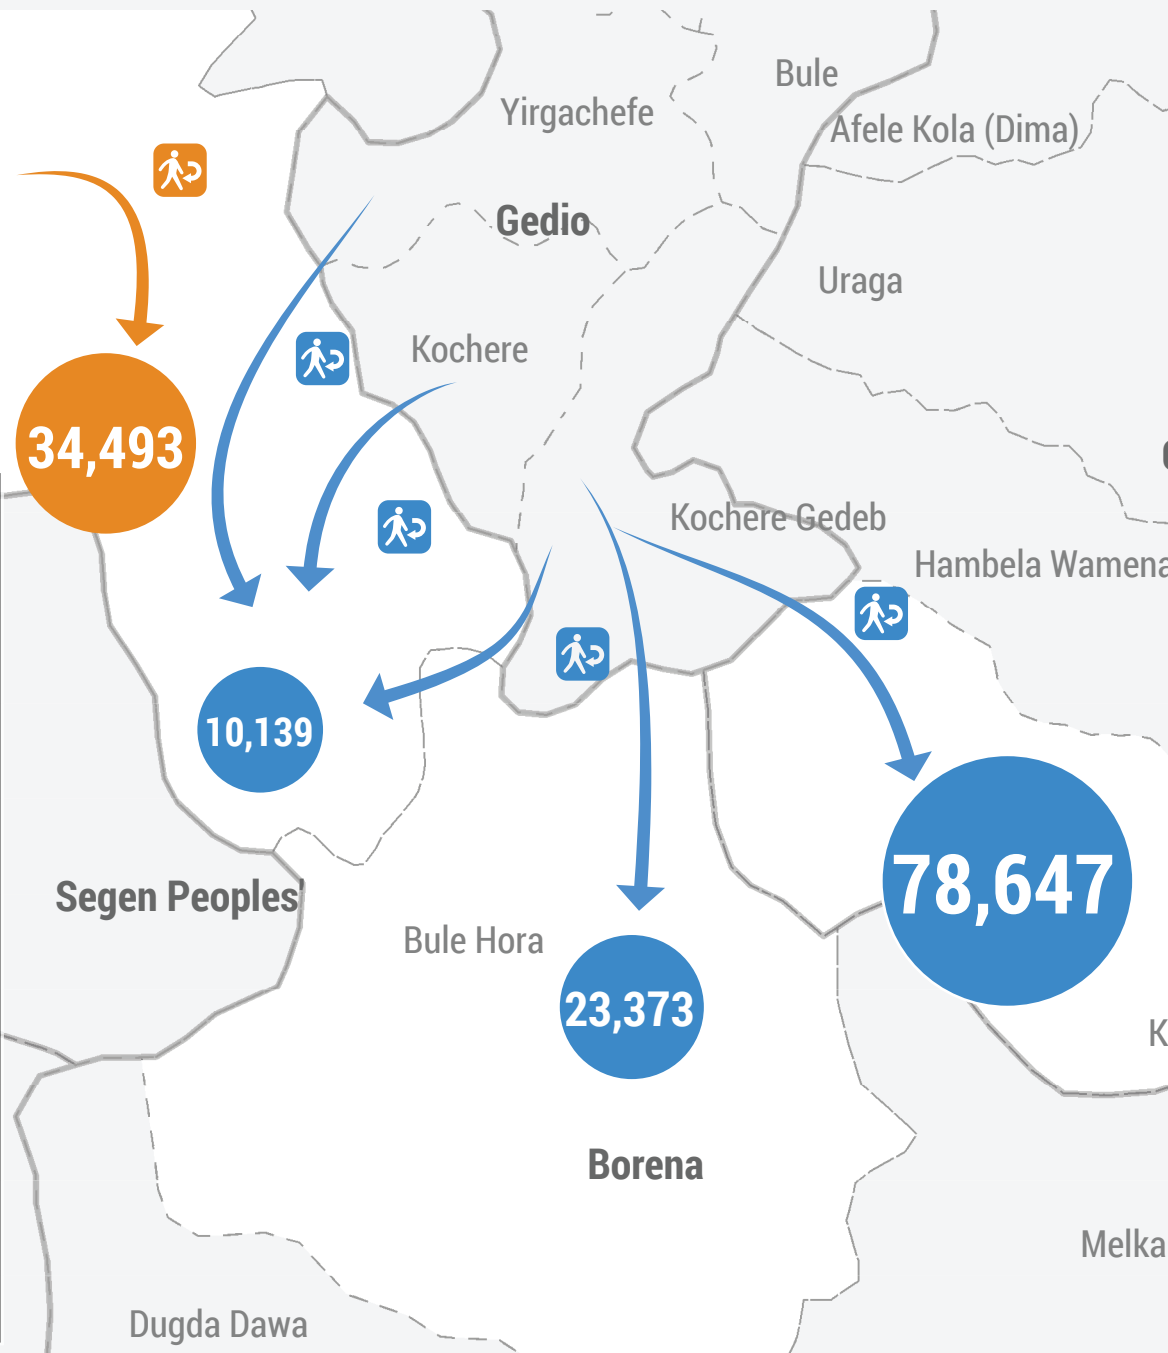 Bule
Yirgachefe
Afele Kola (Dima)
Gedio
Uraga
Kochere
34,493
Kochere Gedeb
Hambela Wamena
10,139
78,647
Segen Peoples'
Bule Hora
23,373
K
Borena
Melka
Dugda Dawa